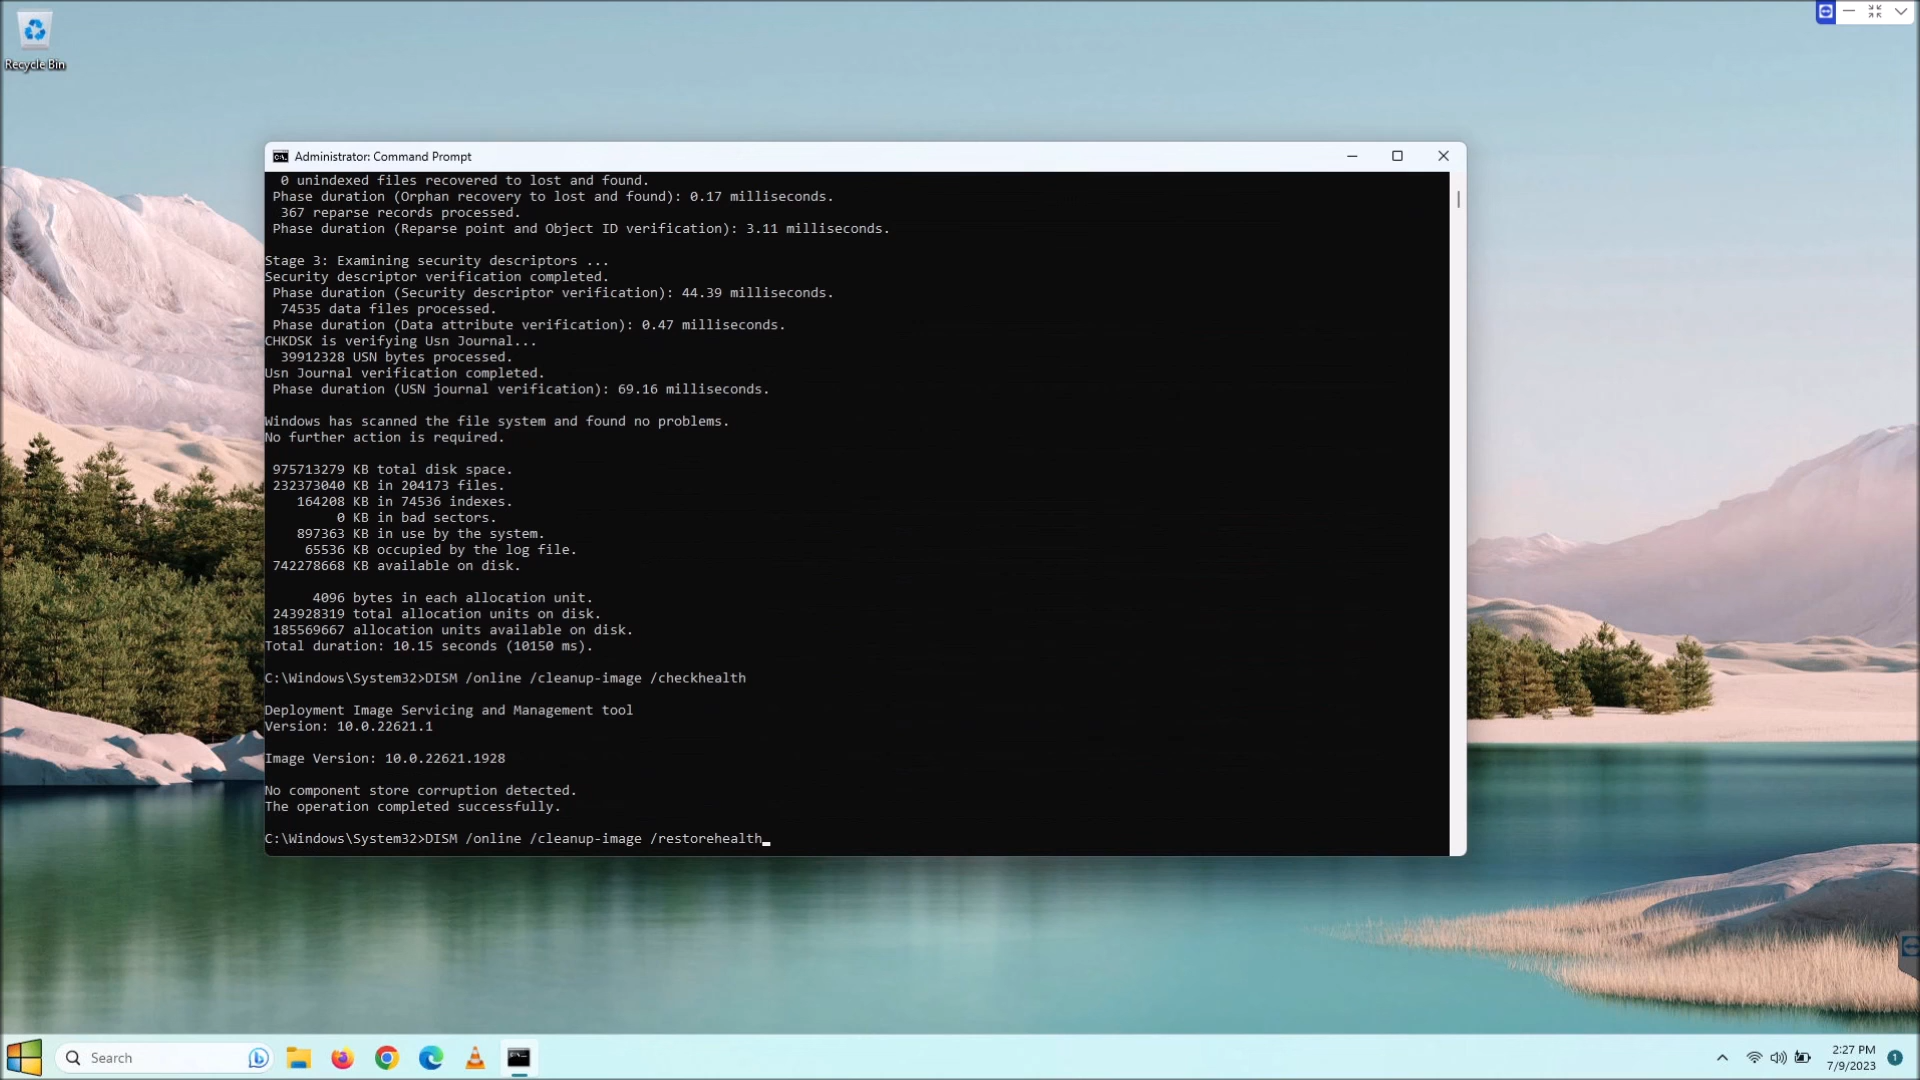 Recycle Bin
Administrator: Command Prompt
0 unindexed files recovered to lost and found.
Phase duration (Orphan recovery to lost and found): 0.17 milliseconds.
367 reparse records processed.
Phase duration (Reparse point and Object ID verification): 3.11 milliseconds.
Stage 3: Examining security descriptors ...
Security descriptor verification completed.
Phase duration (Security descriptor verification): 44.39 milliseconds.
74535 data files processed.
Phase duration (Data attribute verification): 0.47 milliseconds.
CHKDSK is verifying Usn Journal...
39912328 USN bytes processed.
Usn Journal verification completed.
Phase duration (USN journal verification): 69.16 milliseconds.
Windows has scanned the file system and found no problems.
No further action is required.
975713279 KB total disk space.
232373040 KB in 204173 files.
164208 KB in 74536 indexes.
0 KB in bad sectors.
897363 KB in use by the system.
65536 KB occupied by the log file.
742278668 KB available on disk.
4096 bytes in each allocation unit.
243928319 total allocation units on disk.
185569667 allocation units available on disk.
Total duration: 10.15 seconds (10150 ms).
C:\Windows\System32>DISM /online /cleanup-image /checkhealth
Deployment Image Servicing and Management tool
Version: 10.0.22621.1
Image Version: 10.0.22621.1928
No component store corruption detected.
The operation completed successfully.
C:\Windows\System32>DISM /online /cleanup-image /restorehealth
Search
2:27 PM
7/9/2023
1